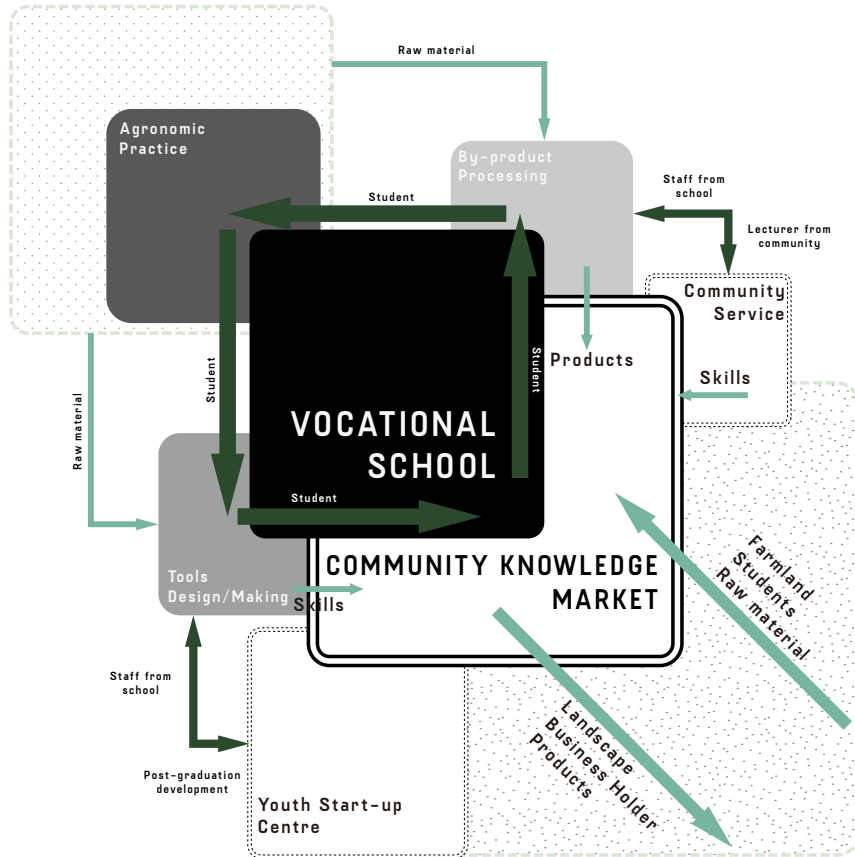 Raw material
Agronomic
Practice
By-product
Processing
Staff from
school
Student
Lecturer from
community
Community
Service
Products
Student
Student
Skills
Raw material
VOCATIONAL
SCHOOL
Student
COMMUNITY KNOWLEDGE
MARKET
Farmland
Students
Raw material
Tools
Design/Making
Skills
Staff from
school
Landscape
Business Holder
Products
Post-graduation
development
Youth Start-up
Centre